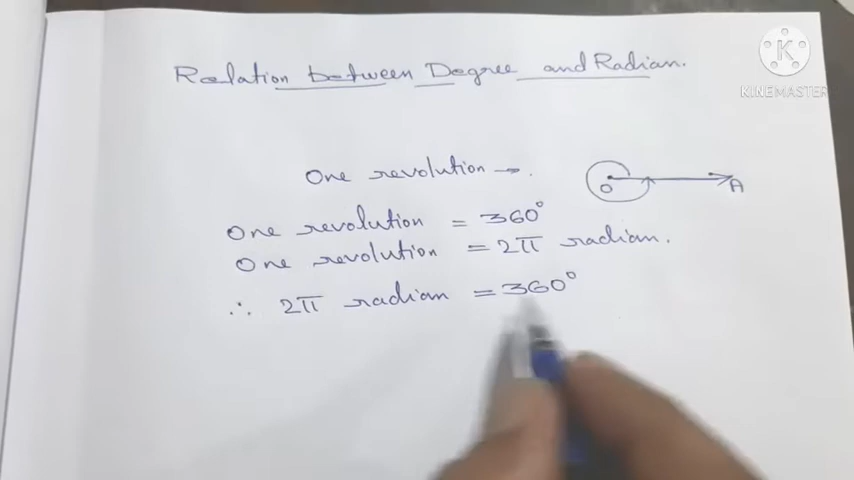 Relation between Degree and Radian.
K
KINEMASTER
One revolution →.
O
A
One revolution = 360°
One revolution = 2π radian.
∴ 2π radian = 360°